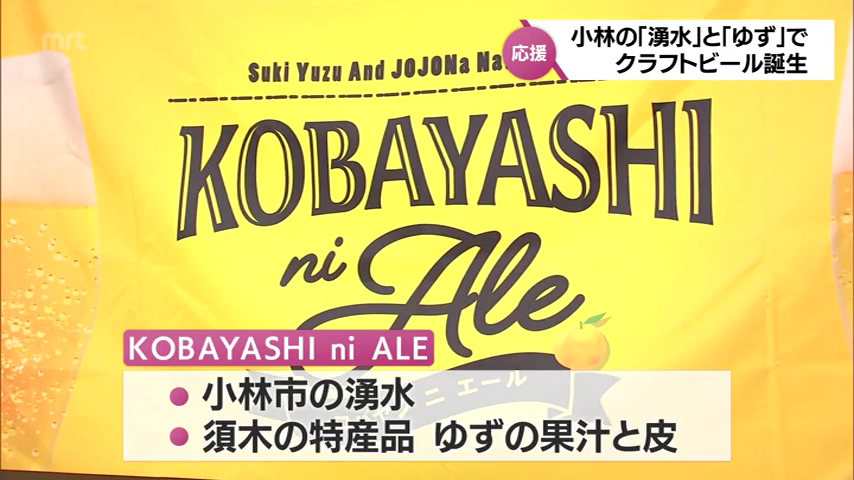 mrt
応援
小林の「湧水」と「ゆず」で
クラフトビール誕生
Suki Yuzu And JOJONa
KOBAYASHI
ni Ale
ニ エール
KOBAYASHI ni ALE
小林市の湧水
須木の特産品 ゆずの果汁と皮